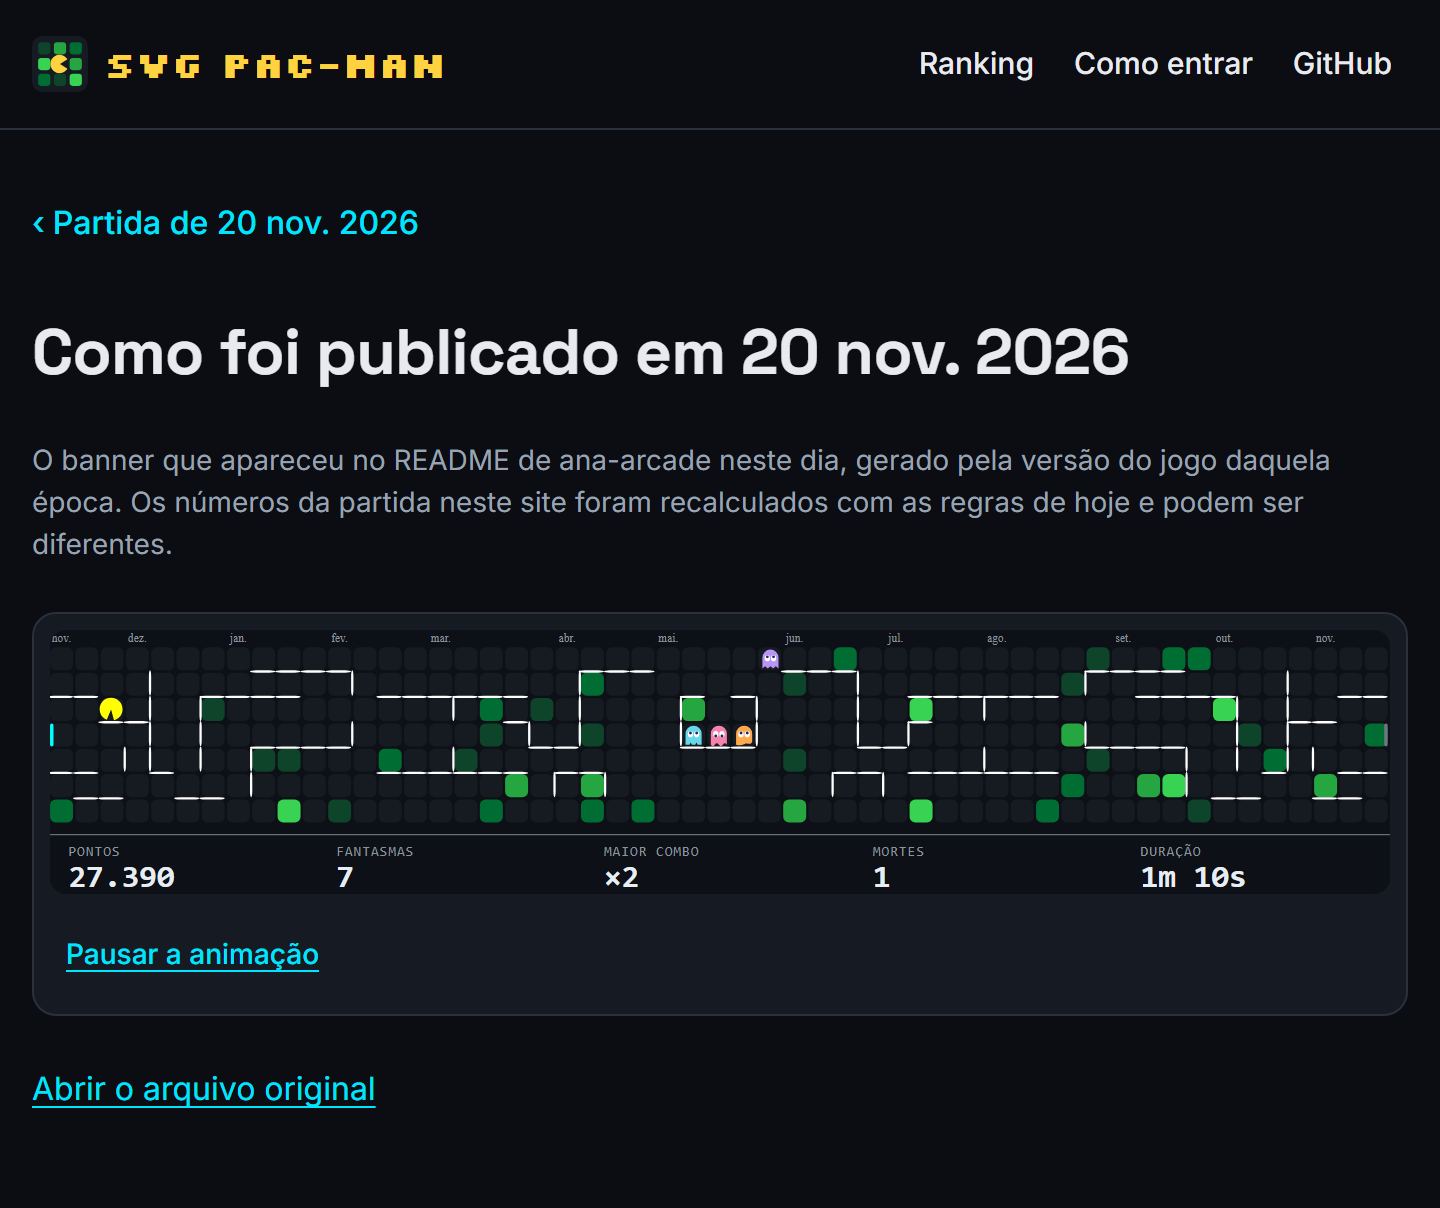 SVG PAC-MAN
Ranking Como entrar GitHub
‹ Partida de 20 nov. 2026
Como foi publicado em 20 nov. 2026
O banner que apareceu no README de ana-arcade neste dia, gerado pela versão do jogo daquela
época. Os números da partida neste site foram recalculados com as regras de hoje e podem ser
diferentes.
nov. dez. jan. fev. mar. abr. mai. jun. jul. ago. set. out. nov.
PONTOS FANTASMAS MAIOR COMBO MORTES DURAÇÃO
27.390 7 ×2 1 1m 10s
Pausar a animação
Abrir o arquivo original